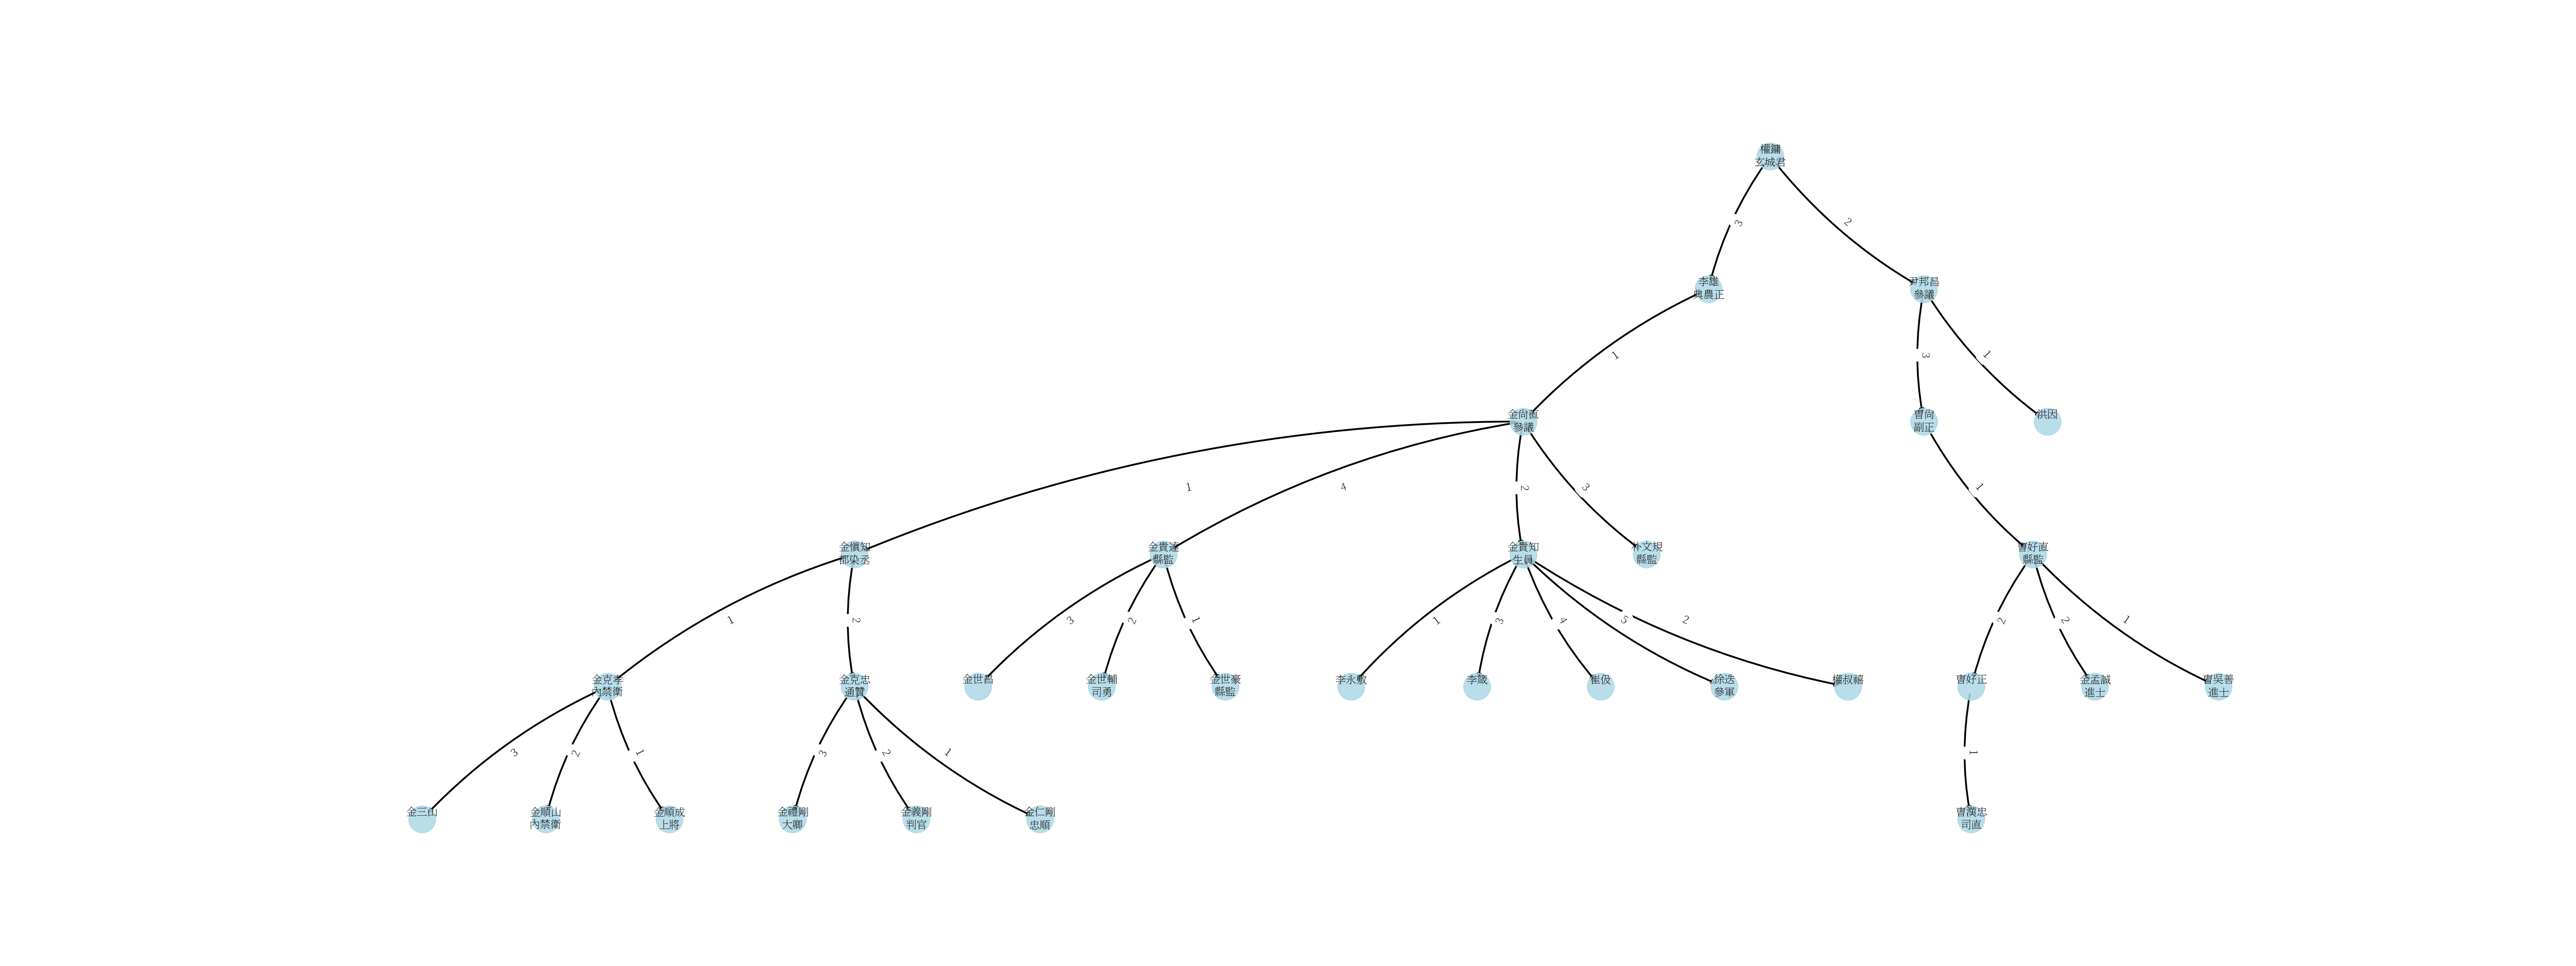 權鏞
玄城君
3
2
李雄
典農正
尹邦昌
參議
1
3
1
金尙直
參議
曹尙
副正
洪因
1
4
2
3
1
金愼知
都染丞
金貴達
縣監
金貴知
生員
朴文規
縣監
曹好直
縣監
1
2
3
2
1
1
3
4
5
2
2
2
1
金克孝
內禁衛
金克忠
通贊
金世昌
金世輔
司勇
金世豪
縣監
李永敷
李箴
崔伋
徐迭
參軍
權叔禧
曹好正
金孟誠
進士
曹吳善
進士
3
2
1
3
2
1
1
金三山
金順山
內禁衛
金順成
上將
金禮剛
大卿
金義剛
判官
金仁剛
忠順
曹漢忠
司直